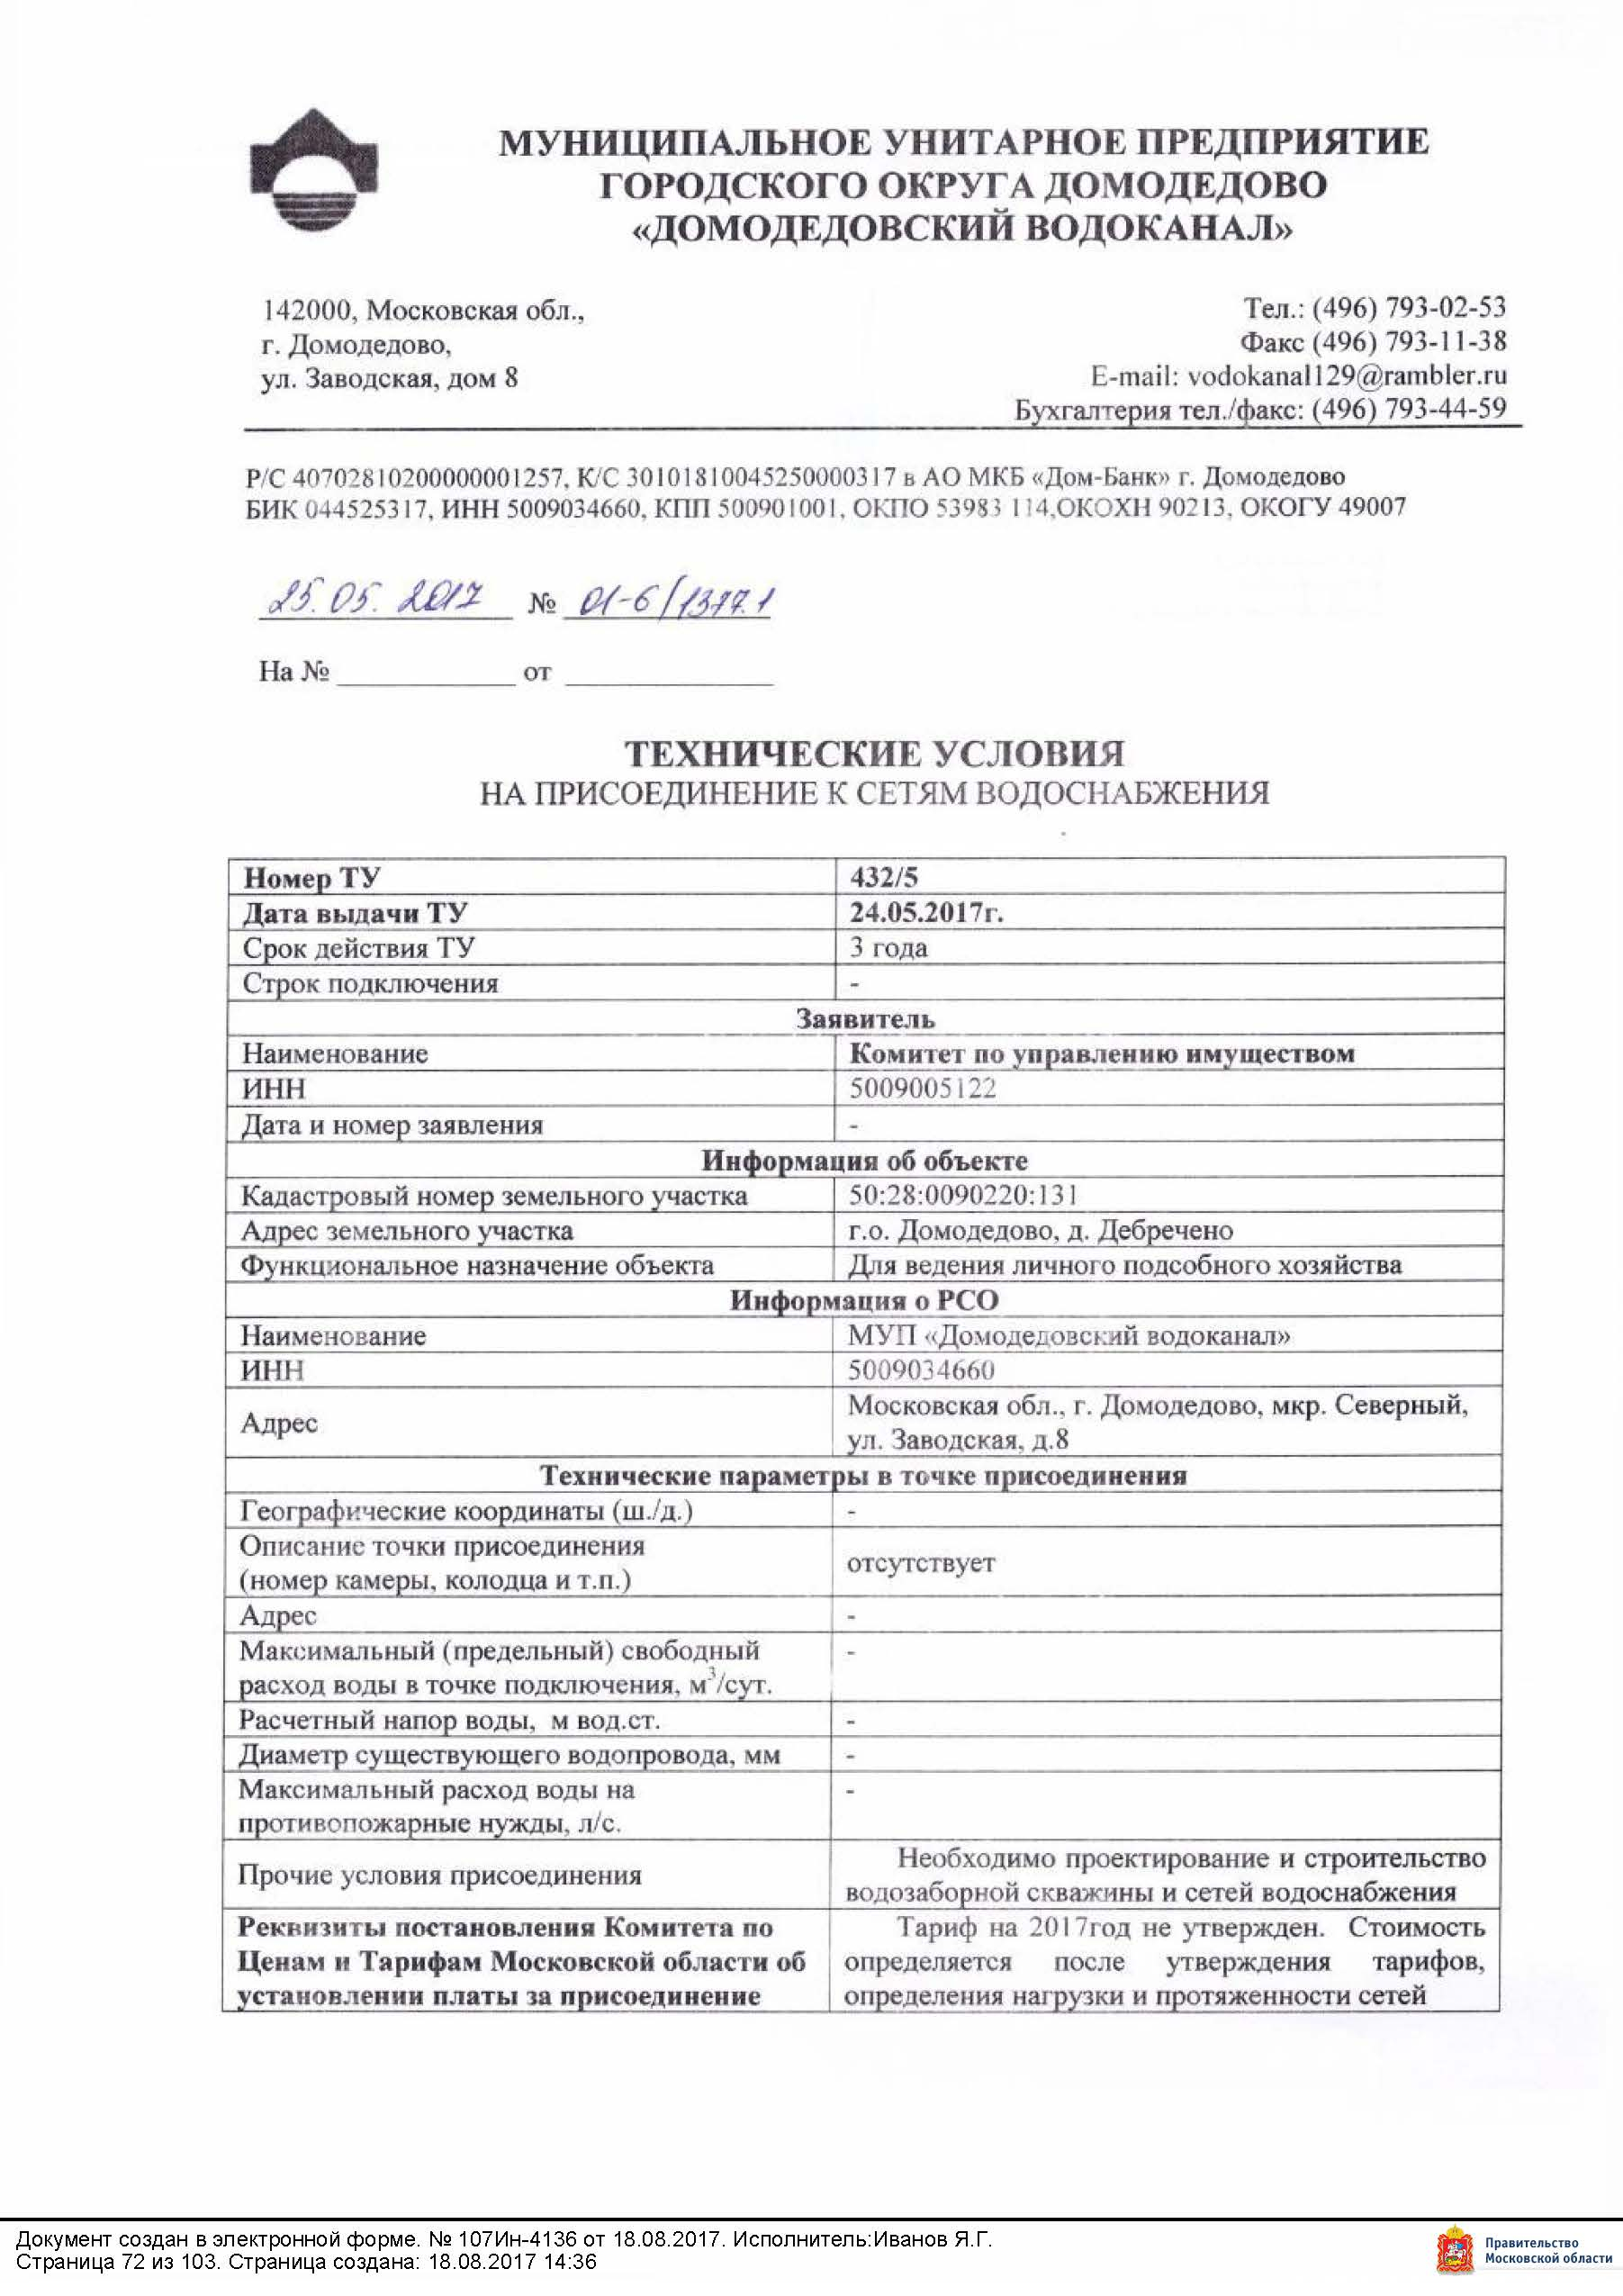 МУНИЦИПАЛЬНОЕ УНИТАРНОЕ ПРЕДПРИЯТИЕ
ГОРОДСКОГО ОКРУГА ДОМОДЕДОВО
«ДОМОДЕДОВСКИЙ ВОДОКАНАЛ»
142000, Московская обл.,
г. Домодедово,
ул. Заводская, дом 8
Тел.: (496) 793-02-53
Факс (496) 793-11-38
E-mail: vodokanal129@rambler.ru
Бухгалтерия тел./факс: (496) 793-44-59
Р/С 40702810200000001257, К/С 30101810045250000317 в АО МКБ «Дом-Банк» г. Домодедово
БИК 044525317, ИНН 5009034660, КПП 500901001, ОКПО 53983 114,ОКОХН 90213, ОКОГУ 49007
25.05.2017 № 01-6/1377.1
На № ____________ от ____________
ТЕХНИЧЕСКИЕ УСЛОВИЯ
НА ПРИСОЕДИНЕНИЕ К СЕТЯМ ВОДОСНАБЖЕНИЯ
Номер ТУ 432/5
Дата выдачи ТУ 24.05.2017г.
Срок действия ТУ 3 года
Строк подключения -
Заявитель
Наименование Комитет по управлению имуществом
ИНН 5009005122
Дата и номер заявления -
Информация об объекте
Кадастровый номер земельного участка 50:28:0090220:131
Адрес земельного участка г.о. Домодедово, д. Дебречено
Функциональное назначение объекта Для ведения личного подсобного хозяйства
Информация о РСО
Наименование МУП «Домодедовский водоканал»
ИНН 5009034660
Адрес
Московская обл., г. Домодедово, мкр. Северный,
ул. Заводская, д.8
Технические параметры в точке присоединения
Географические координаты (ш./д.) -
Описание точки присоединения
(номер камеры, колодца и т.п.)
отсутствует
Адрес -
Максимальный (предельный) свободный -
расход воды в точке подключения, м³/сут.
Расчетный напор воды, м вод.ст. -
Диаметр существующего водопровода, мм -
Максимальный расход воды на -
противопожарные нужды, л/с.
Прочие условия присоединения
Необходимо проектирование и строительство
водозаборной скважины и сетей водоснабжения
Реквизиты постановления Комитета по
Ценам и Тарифам Московской области об
установлении платы за присоединение
Тариф на 2017год не утвержден. Стоимость
определяется после утверждения тарифов,
определения нагрузки и протяженности сетей
Документ создан в электронной форме. № 107Ин-4136 от 18.08.2017. Исполнитель:Иванов Я.Г.
Страница 72 из 103. Страница создана: 18.08.2017 14:36
Правительство
Московской области